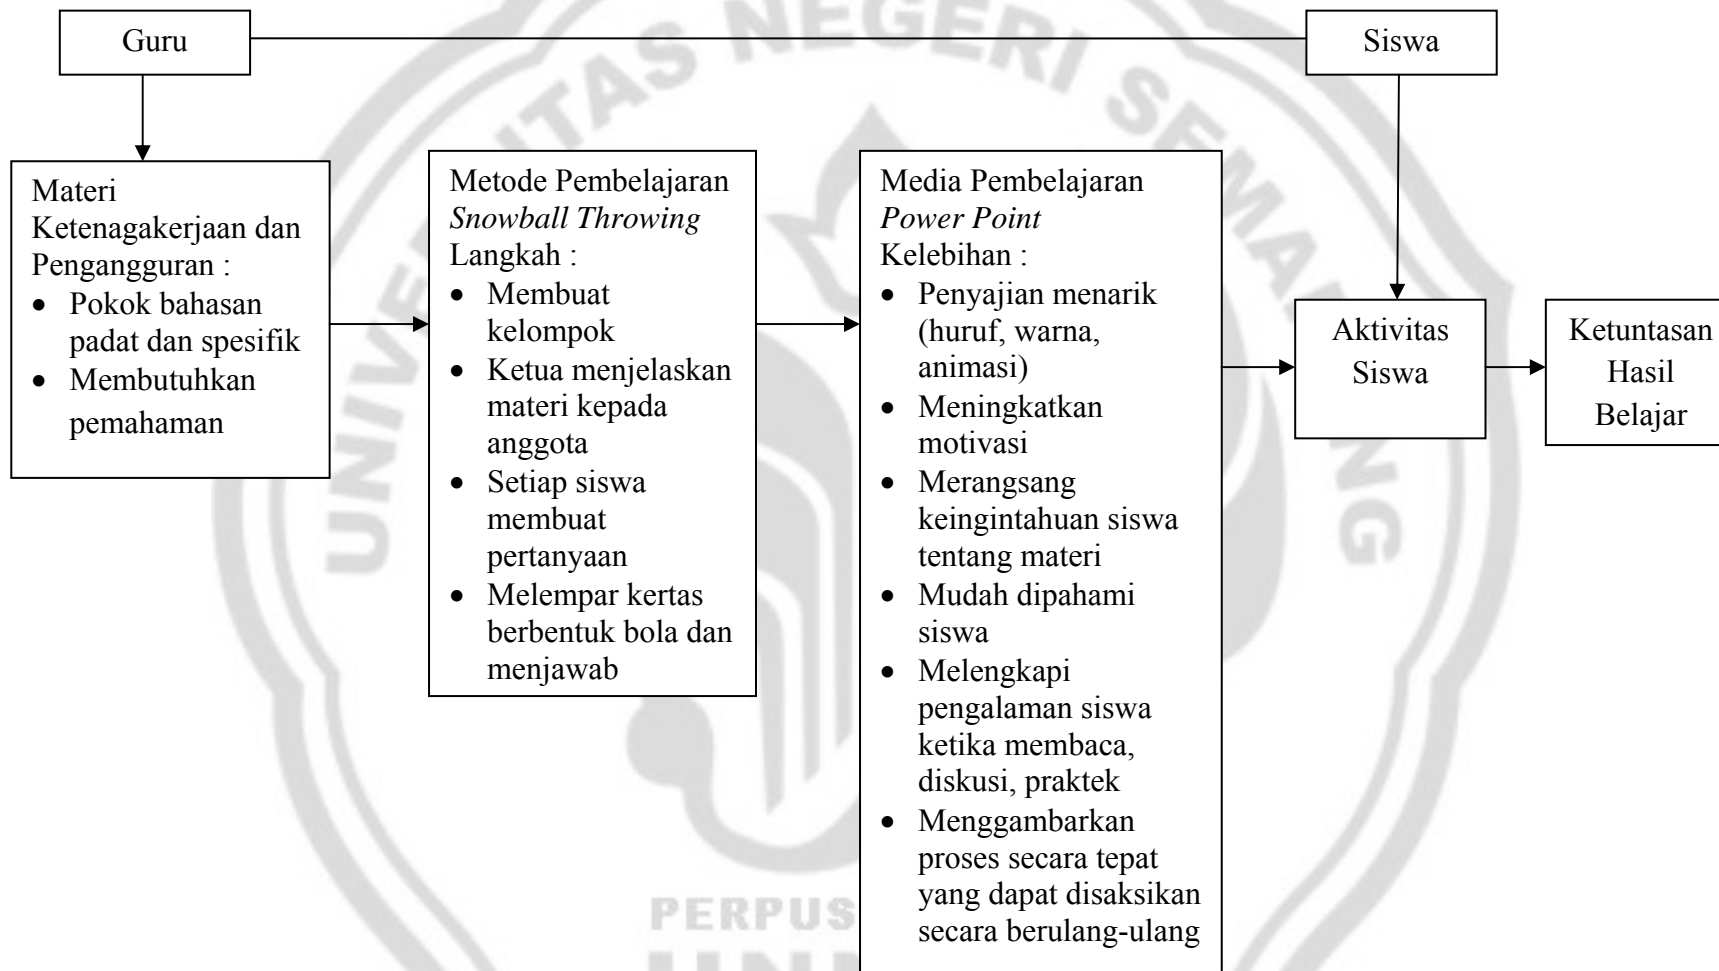 Guru
Siswa
Materi
Ketenagakerjaan dan
Pengangguran :
• Pokok bahasan
padat dan spesifik
• Membutuhkan
pemahaman
Metode Pembelajaran
Snowball Throwing
Langkah :
• Membuat
kelompok
• Ketua menjelaskan
materi kepada
anggota
• Setiap siswa
membuat
pertanyaan
• Melempar kertas
berbentuk bola dan
menjawab
Media Pembelajaran
Power Point
Kelebihan :
• Penyajian menarik
(huruf, warna,
animasi)
• Meningkatkan
motivasi
• Merangsang
keingintahuan siswa
tentang materi
• Mudah dipahami
siswa
• Melengkapi
pengalaman siswa
ketika membaca,
diskusi, praktek
• Menggambarkan
proses secara tepat
yang dapat disaksikan
secara berulang-ulang
Aktivitas
Siswa
Ketuntasan
Hasil
Belajar
NEGERI SEMARANG
PERPUS